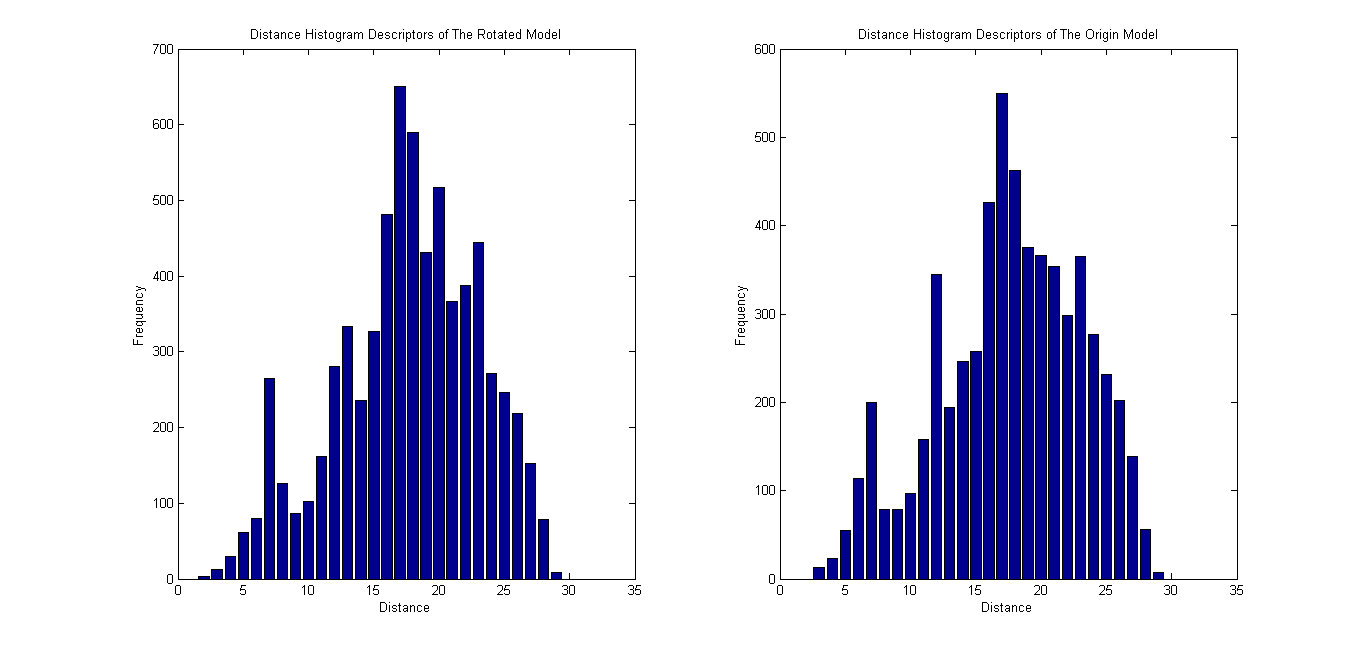 Distance Histogram Descriptors of The Rotated Model
700
600
500
400
300
200
100
0
Frequency
0 5 10 15 20 25 30 35
Distance
Distance Histogram Descriptors of The Origin Model
600
500
400
300
200
100
0
Frequency
0 5 10 15 20 25 30 35
Distance